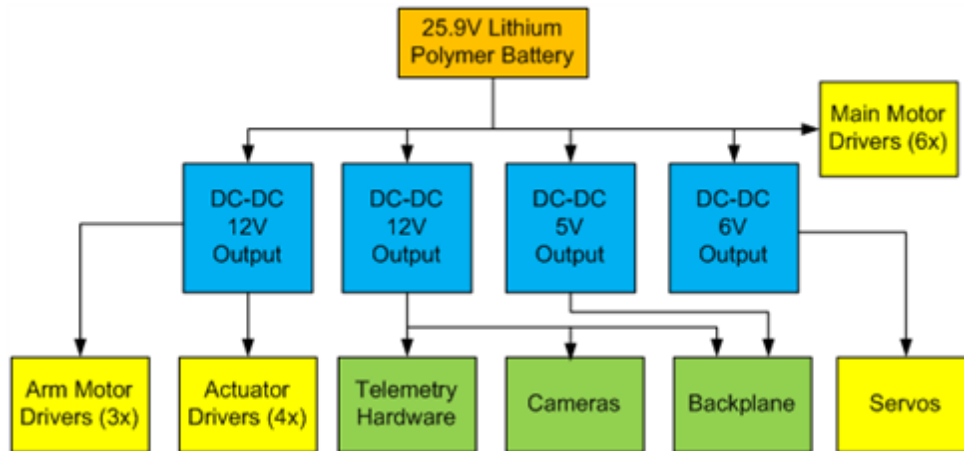 25.9V Lithium
Polymer Battery
Main Motor
Drivers (6x)
DC-DC
12V
Output
DC-DC
12V
Output
DC-DC
5V
Output
DC-DC
6V
Output
Arm Motor
Drivers (3x)
Actuator
Drivers (4x)
Telemetry
Hardware
Cameras
Backplane
Servos